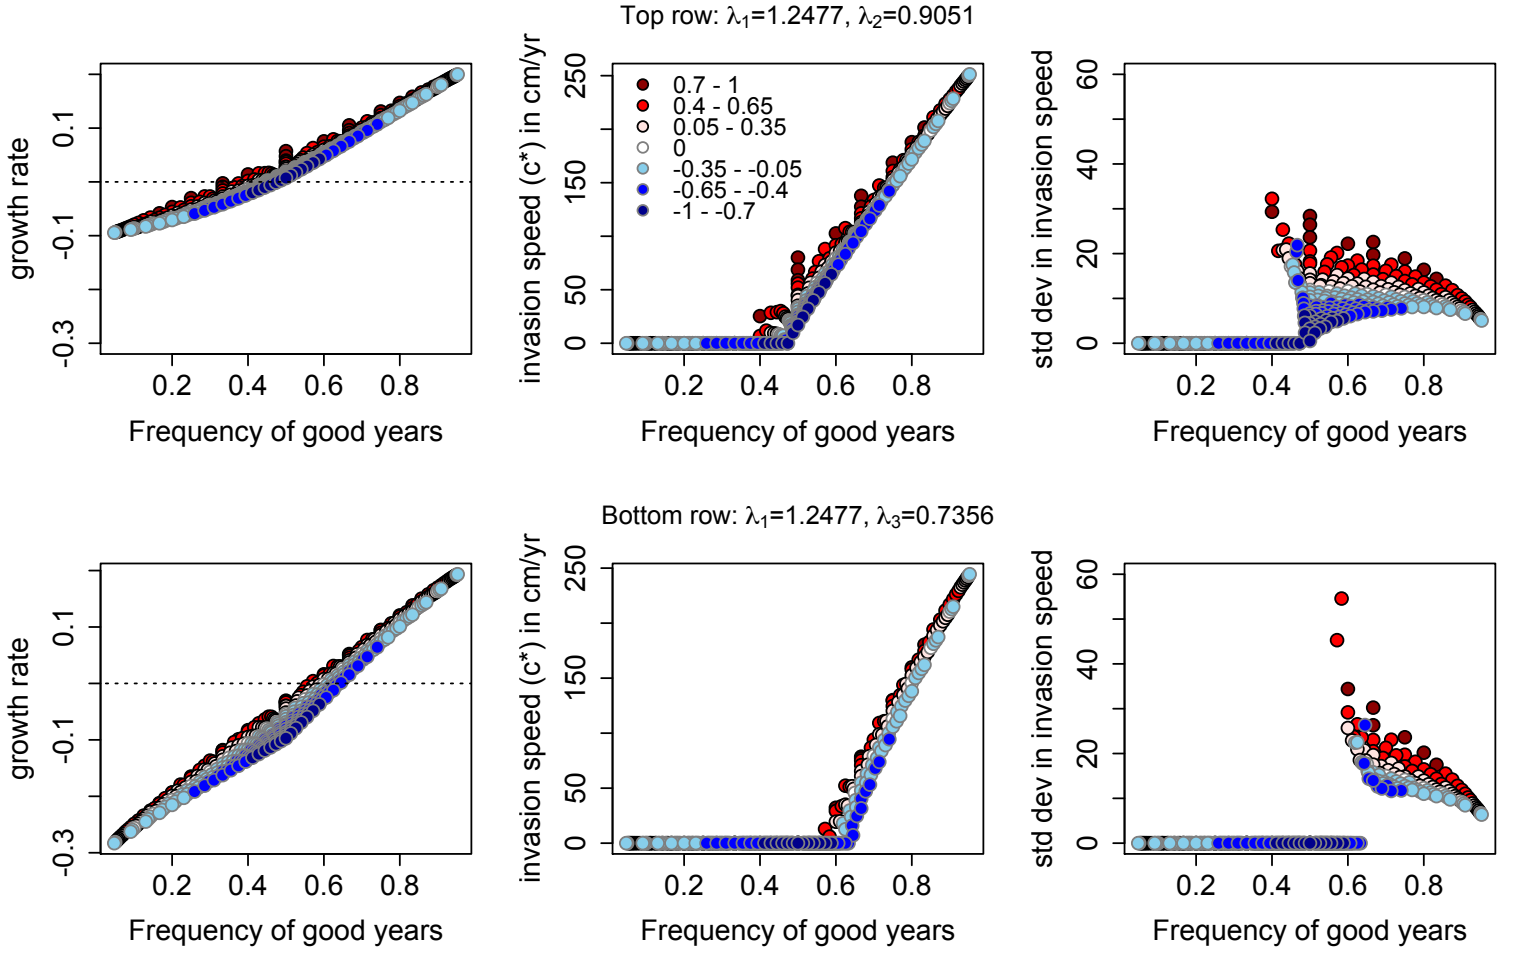 Top row: λ1=1.2477, λ2=0.9051
growth rate
0.1
-0.1
-0.3
0.2 0.4 0.6 0.8
Frequency of good years
invasion speed (c*) in cm/yr
250
150
50
0
0.7 - 1
0.4 - 0.65
0.05 - 0.35
0
-0.35 - -0.05
-0.65 - -0.4
-1 - -0.7
0.2 0.4 0.6 0.8
Frequency of good years
std dev in invasion speed
60
40
20
0
0.2 0.4 0.6 0.8
Frequency of good years
Bottom row: λ1=1.2477, λ3=0.7356
growth rate
0.1
-0.1
-0.3
0.2 0.4 0.6 0.8
Frequency of good years
invasion speed (c*) in cm/yr
250
150
50
0
0.2 0.4 0.6 0.8
Frequency of good years
std dev in invasion speed
60
40
20
0
0.2 0.4 0.6 0.8
Frequency of good years